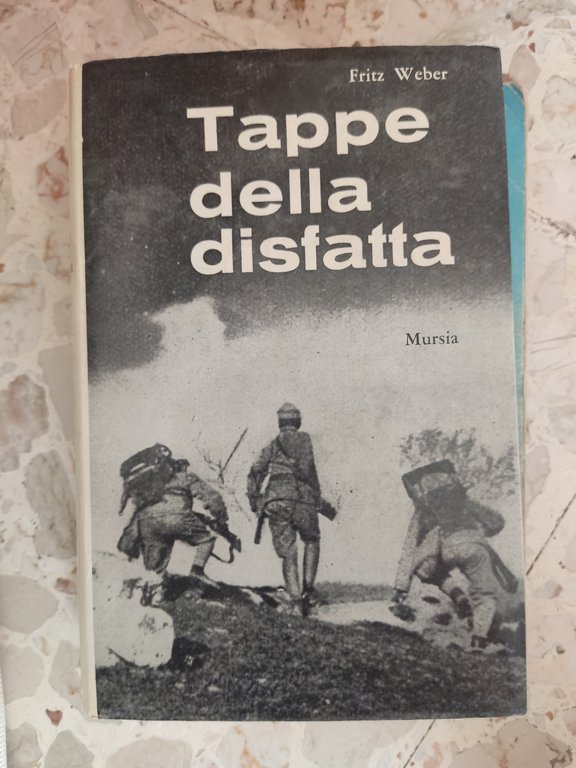 Fritz Weber
Tappe
della
disfatta
Mursia